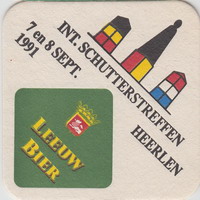 7 en 8 SEPT.
1991
INT. SCHUTTERSTREFFEN
HEERLEN
LEEUW
BIER